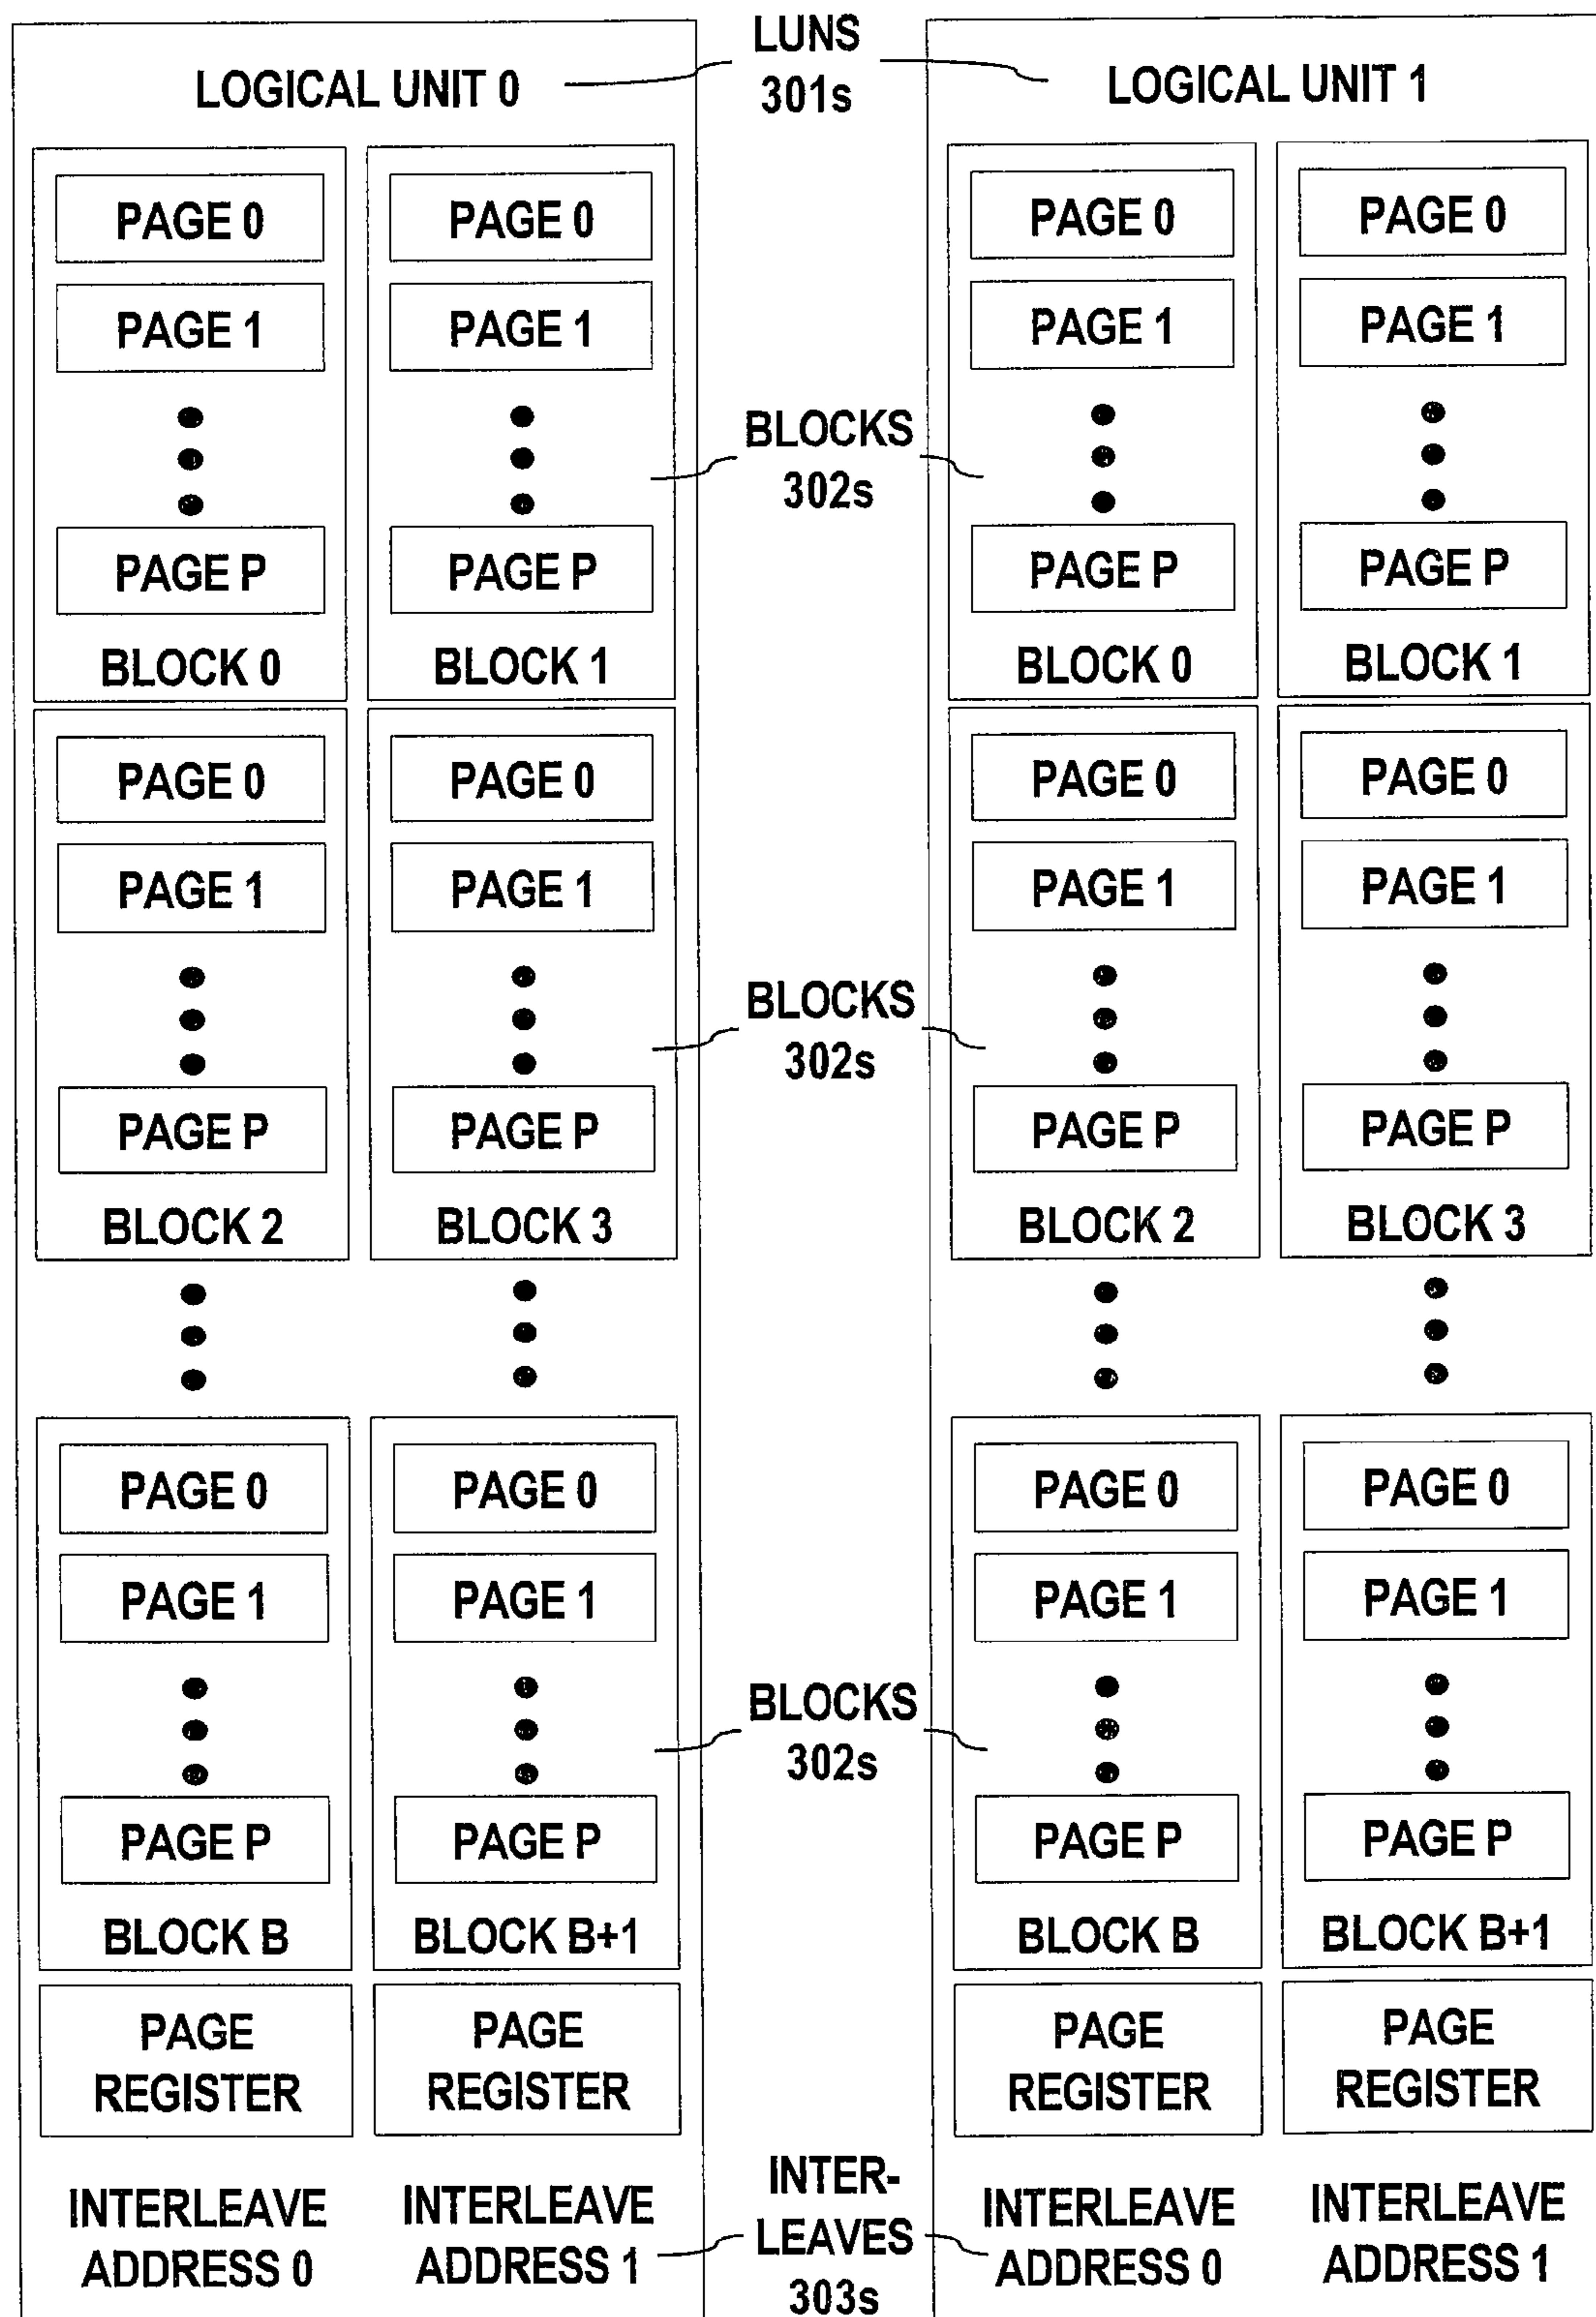 LUNS
301s
LOGICAL UNIT 0
LOGICAL UNIT 1
PAGE 0
PAGE 0
PAGE 0
PAGE 0
PAGE 1
PAGE 1
PAGE 1
PAGE 1
BLOCKS
302s
PAGE P
PAGE P
PAGE P
PAGE P
BLOCK 0
BLOCK 1
BLOCK 0
BLOCK 1
PAGE 0
PAGE 0
PAGE 0
PAGE 0
PAGE 1
PAGE 1
PAGE 1
PAGE 1
BLOCKS
302s
PAGE P
PAGE P
PAGE P
PAGE P
BLOCK 2
BLOCK 3
BLOCK 2
BLOCK 3
PAGE 0
PAGE 0
PAGE 0
PAGE 0
PAGE 1
PAGE 1
PAGE 1
PAGE 1
BLOCKS
302s
PAGE P
PAGE P
PAGE P
PAGE P
BLOCK B
BLOCK B+1
BLOCK B
BLOCK B+1
PAGE
REGISTER
PAGE
REGISTER
PAGE
REGISTER
PAGE
REGISTER
INTERLEAVE
ADDRESS 0
INTERLEAVE
ADDRESS 1
INTER-
LEAVES
303s
INTERLEAVE
ADDRESS 0
INTERLEAVE
ADDRESS 1